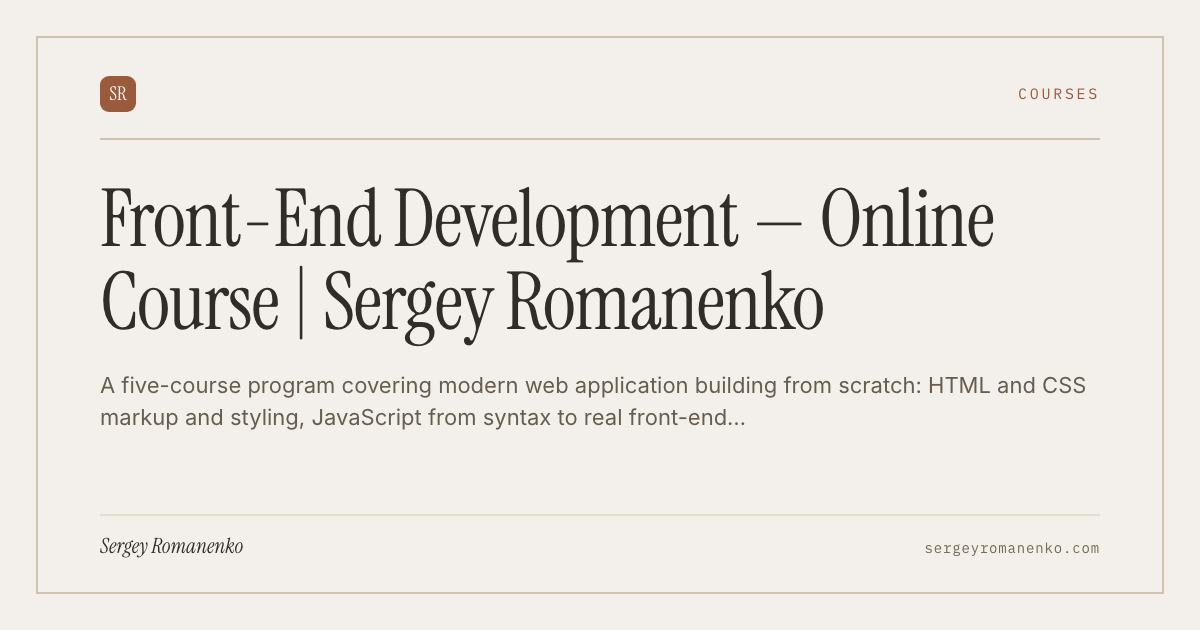 SR
COURSES
Front-End Development — Online
Course | Sergey Romanenko
A five-course program covering modern web application building from scratch: HTML and CSS
markup and styling, JavaScript from syntax to real front-end...
Sergey Romanenko
sergeyromanenko.com